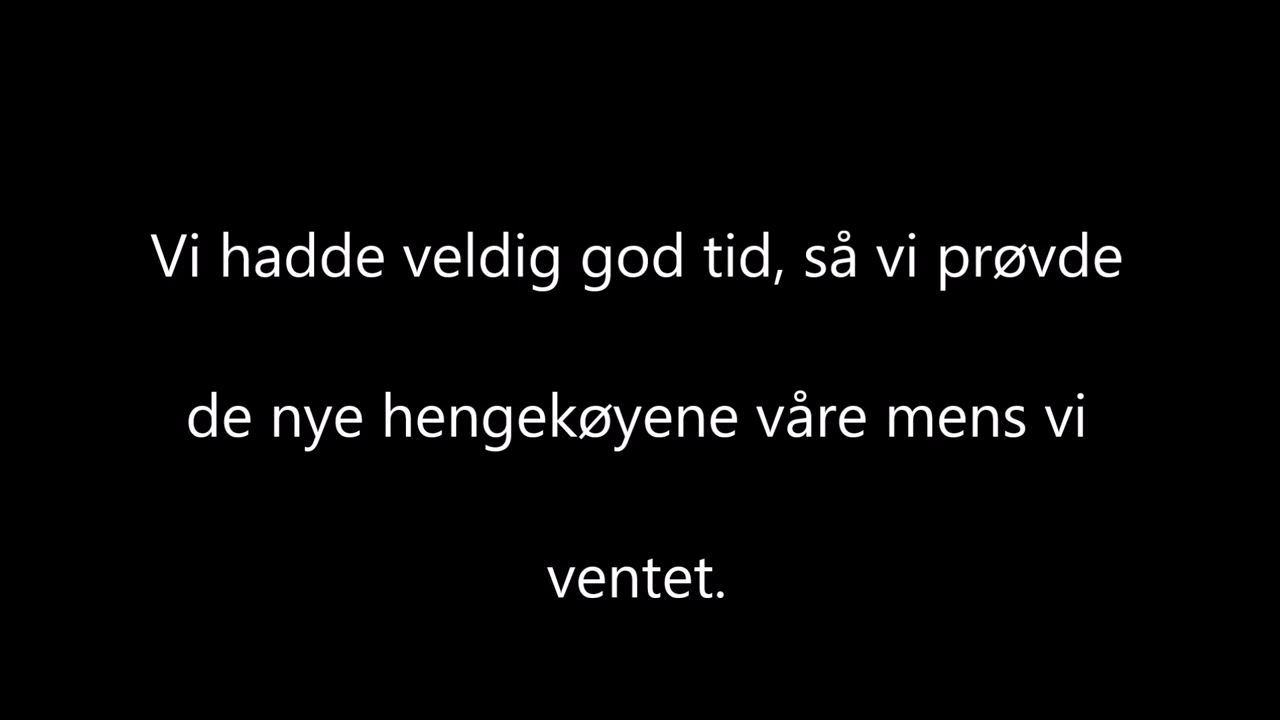 Vi hadde veldig god tid, så vi prøvde
de nye hengekøyene våre mens vi
ventet.